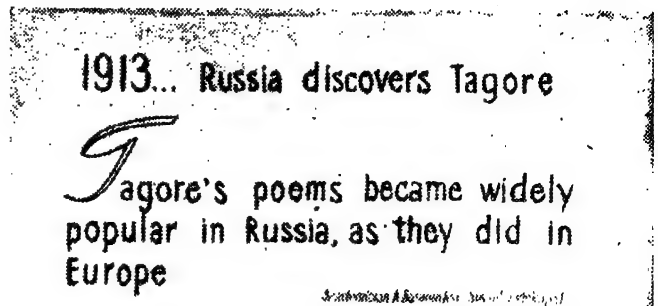 1913... Russia discovers Tagore
Tagore's poems became widely
popular in Russia, as they did in
Europe